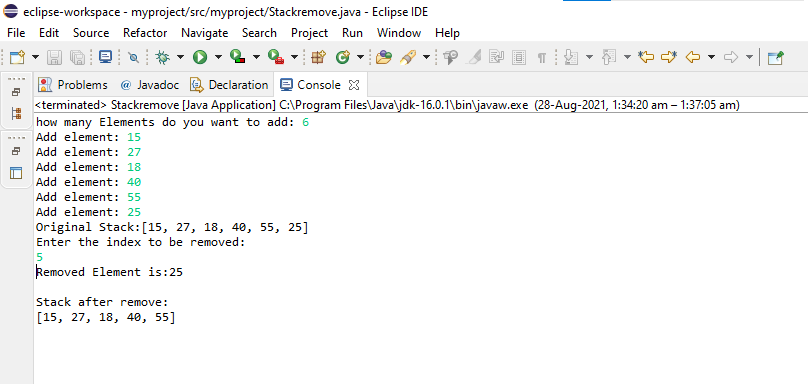 eclipse-workspace - myproject/src/myproject/Stackremove.java - Eclipse IDE
File Edit Source Refactor Navigate Search Project Run Window Help
Problems @ Javadoc Declaration Console
<terminated> Stackremove [Java Application] C:\Program Files\Java\jdk-16.0.1\bin\javaw.exe (28-Aug-2021, 1:34:20 am – 1:37:05 am)
how many Elements do you want to add: 6
Add element: 15
Add element: 27
Add element: 18
Add element: 40
Add element: 55
Add element: 25
Original Stack:[15, 27, 18, 40, 55, 25]
Enter the index to be removed:
5
Removed Element is:25
Stack after remove:
[15, 27, 18, 40, 55]